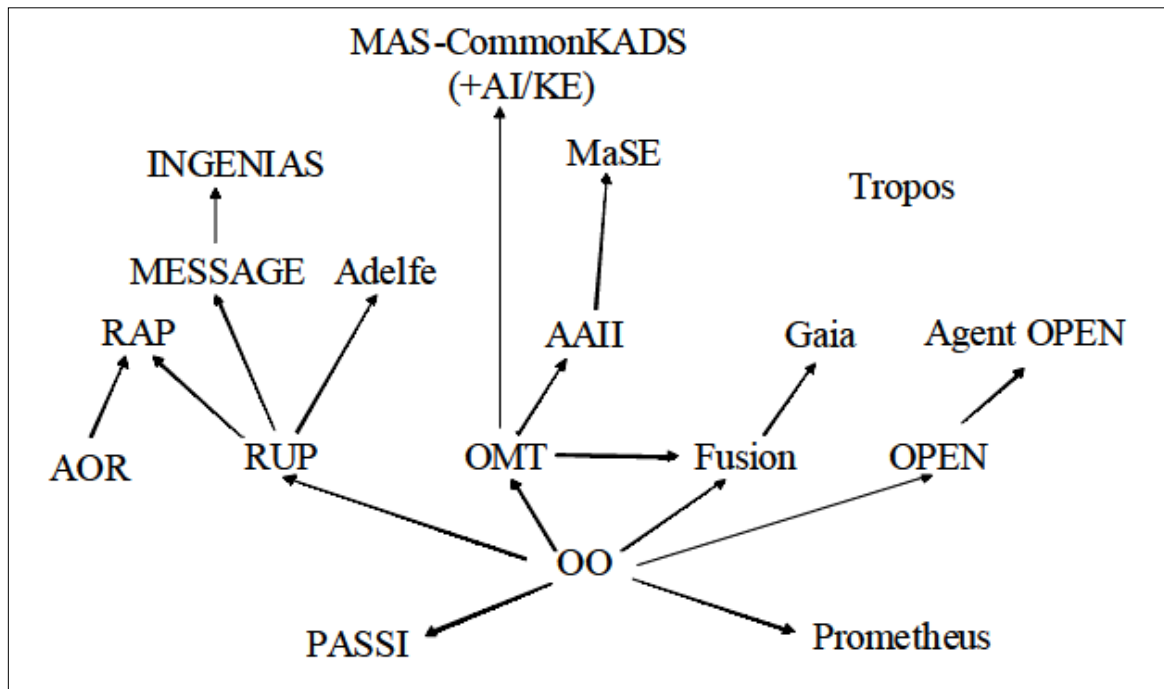 MAS-CommonKADS
(+AI/KE)
INGENIAS
MaSE
Tropos
MESSAGE
Adelfe
RAP
AAII
Gaia
Agent OPEN
AOR
RUP
OMT
Fusion
OPEN
OO
PASSI
Prometheus